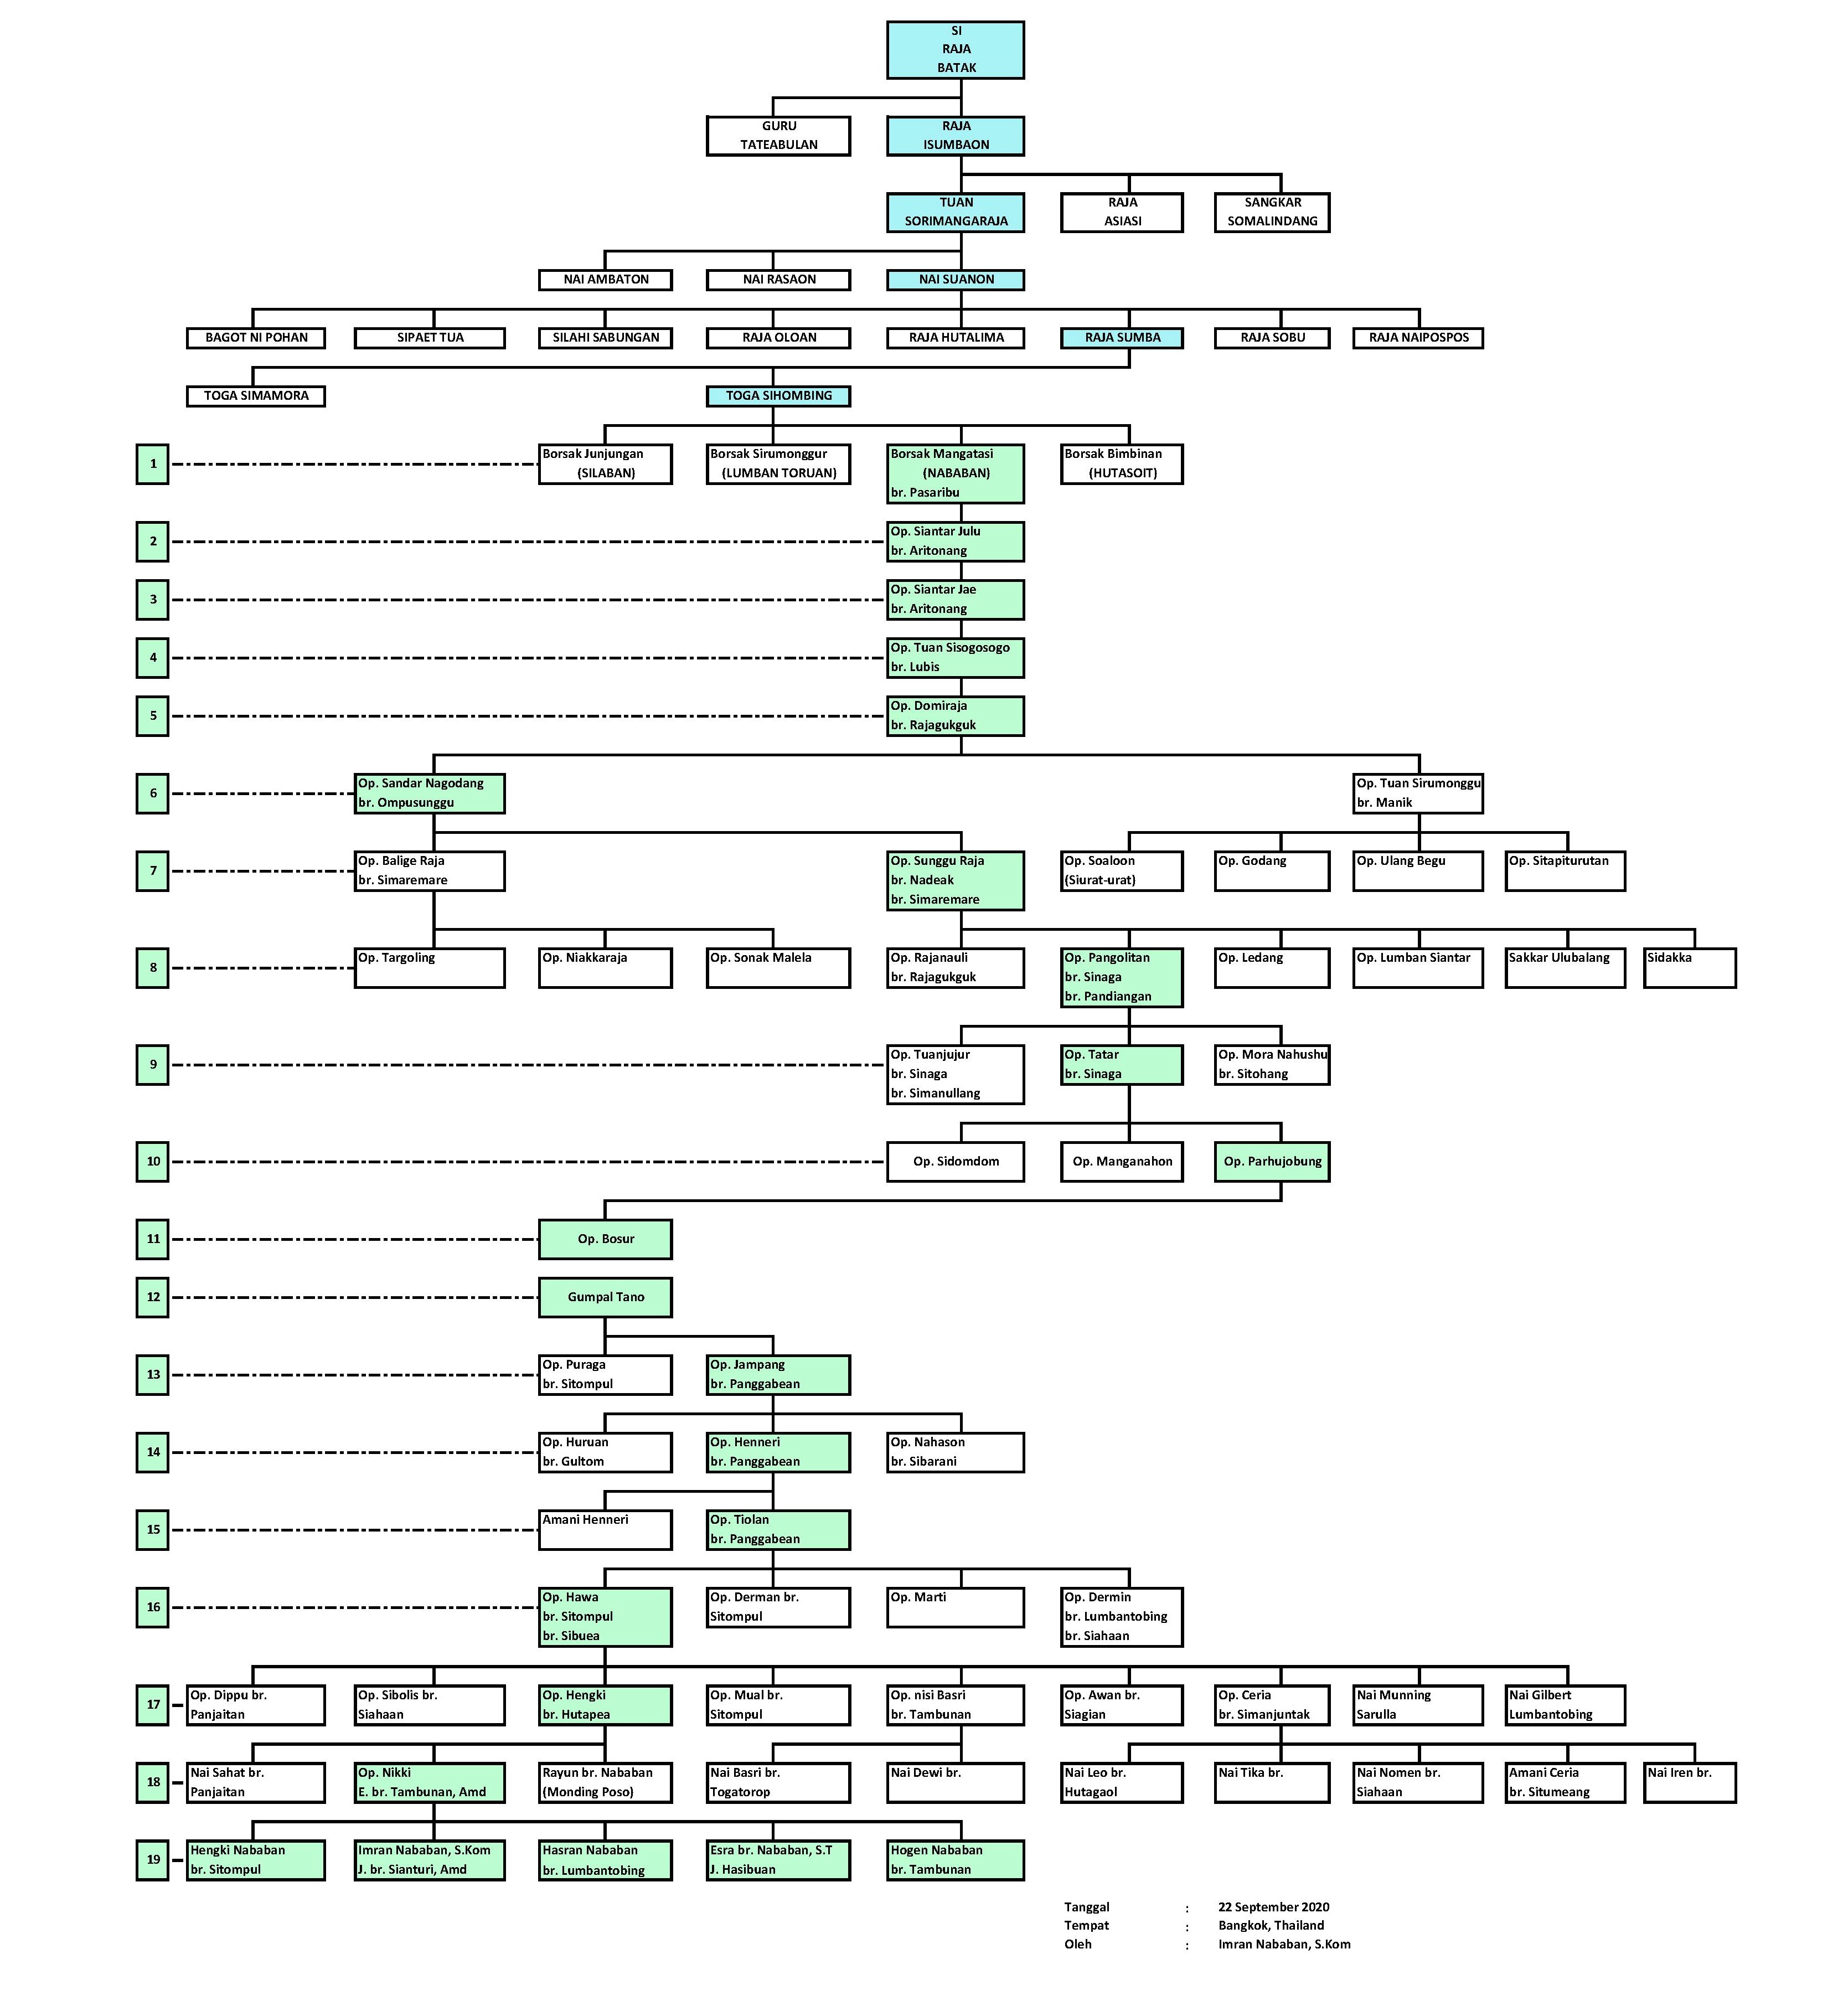 SI
RAJA
BATAK
GURU
TATEABULAN
RAJA
ISUMBAON
TUAN
SORIMANGARAJA
RAJA
ASIASI
SANGKAR
SOMALINDANG
NAI AMBATON
NAI RASAON
NAI SUANON
BAGOT NI POHAN
SIPAET TUA
SILAHI SABUNGAN
RAJA OLOAN
RAJA HUTALIMA
RAJA SUMBA
RAJA SOBU
RAJA NAIPOSPOS
TOGA SIMAMORA
TOGA SIHOMBING
1
Borsak Junjungan
(SILABAN)
Borsak Sirumonggur
(LUMBAN TORUAN)
Borsak Mangatasi
(NABABAN)
br. Pasaribu
Borsak Bimbinan
(HUTASOIT)
2
Op. Siantar Julu
br. Aritonang
3
Op. Siantar Jae
br. Aritonang
4
Op. Tuan Sisogosogo
br. Lubis
5
Op. Domiraja
br. Rajagukguk
6
Op. Sandar Nagodang
br. Ompusunggu
Op. Tuan Sirumonggu
br. Manik
7
Op. Balige Raja
br. Simaremare
Op. Sunggu Raja
br. Nadeak
br. Simaremare
Op. Soaloon
(Siurat-urat)
Op. Godang
Op. Ulang Begu
Op. Sitapiturutan
8
Op. Targoling
Op. Niakkaraja
Op. Sonak Malela
Op. Rajanauli
br. Rajagukguk
Op. Pangolitan
br. Sinaga
br. Pandiangan
Op. Ledang
Op. Lumban Siantar
Sakkar Ulubalang
Sidakka
9
Op. Tuanjujur
br. Sinaga
br. Simanullang
Op. Tatar
br. Sinaga
Op. Mora Nahushu
br. Sitohang
10
Op. Sidomdom
Op. Manganahon
Op. Parhujobung
11
Op. Bosur
12
Gumpal Tano
13
Op. Puraga
br. Sitompul
Op. Jampang
br. Panggabean
14
Op. Huruan
br. Gultom
Op. Henneri
br. Panggabean
Op. Nahason
br. Sibarani
15
Amani Henneri
Op. Tiolan
br. Panggabean
16
Op. Hawa
br. Sitompul
br. Sibuea
Op. Derman br.
Sitompul
Op. Marti
Op. Dermin
br. Lumbantobing
br. Siahaan
17
Op. Dippu br.
Panjaitan
Op. Sibolis br.
Siahaan
Op. Hengki
br. Hutapea
Op. Mual br.
Sitompul
Op. nisi Basri
br. Tambunan
Op. Awan br.
Siagian
Op. Ceria
br. Simanjuntak
Nai Munning
Sarulla
Nai Gilbert
Lumbantobing
18
Nai Sahat br.
Panjaitan
Op. Nikki
E. br. Tambunan, Amd
Rayun br. Nababan
(Monding Poso)
Nai Basri br.
Togatorop
Nai Dewi br.
Nai Leo br.
Hutagaol
Nai Tika br.
Nai Nomen br.
Siahaan
Amani Ceria
br. Situmeang
Nai Iren br.
19
Hengki Nababan
br. Sitompul
Imran Nababan, S.Kom
J. br. Sianturi, Amd
Hasran Nababan
br. Lumbantobing
Esra br. Nababan, S.T
J. Hasibuan
Hogen Nababan
br. Tambunan
Tanggal : 22 September 2020
Tempat : Bangkok, Thailand
Oleh : Imran Nababan, S.Kom